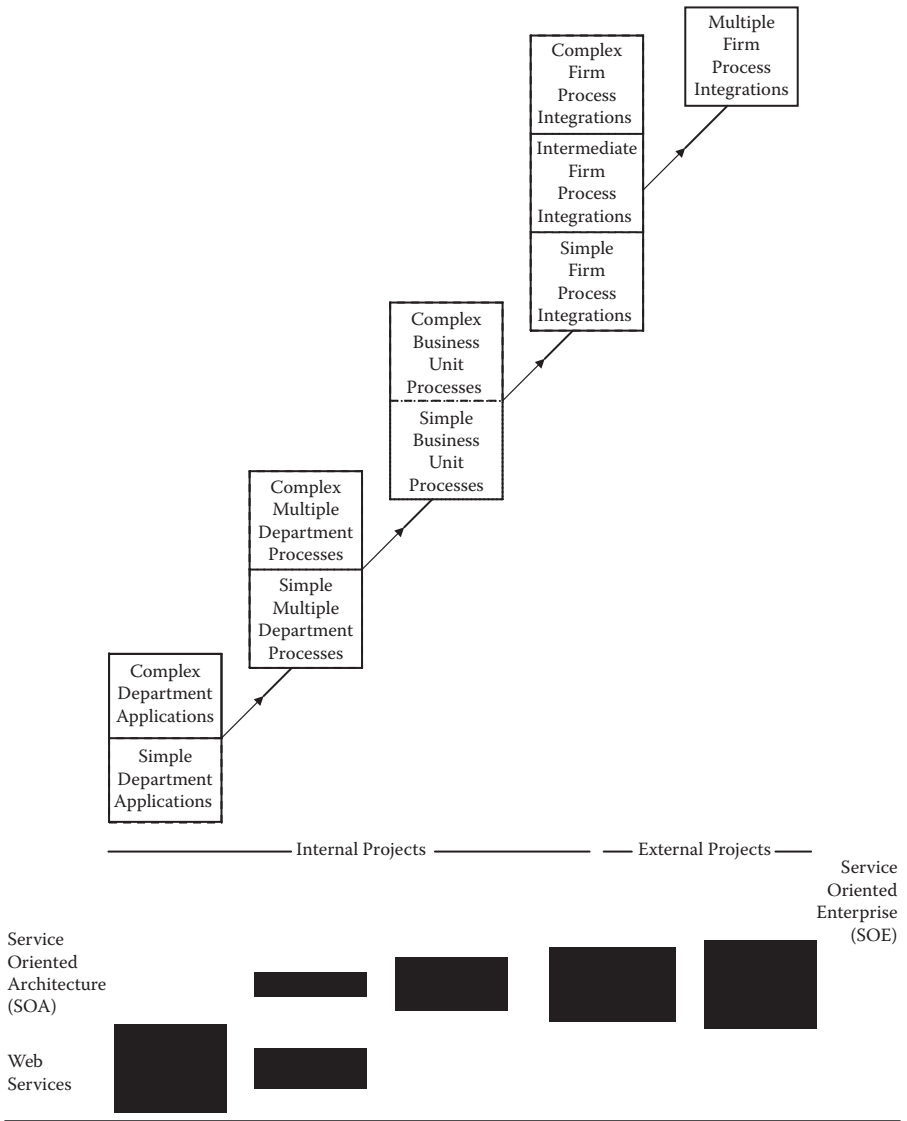 Multiple
Firm
Process
Integrations
Complex
Firm
Process
Integrations
Intermediate
Firm
Process
Integrations
Simple
Firm
Process
Integrations
Complex
Business
Unit
Processes
Simple
Business
Unit
Processes
Complex
Multiple
Department
Processes
Simple
Multiple
Department
Processes
Complex
Department
Applications
Simple
Department
Applications
Internal Projects
External Projects
Service
Oriented
Enterprise
(SOE)
Service
Oriented
Architecture
(SOA)
Web
Services